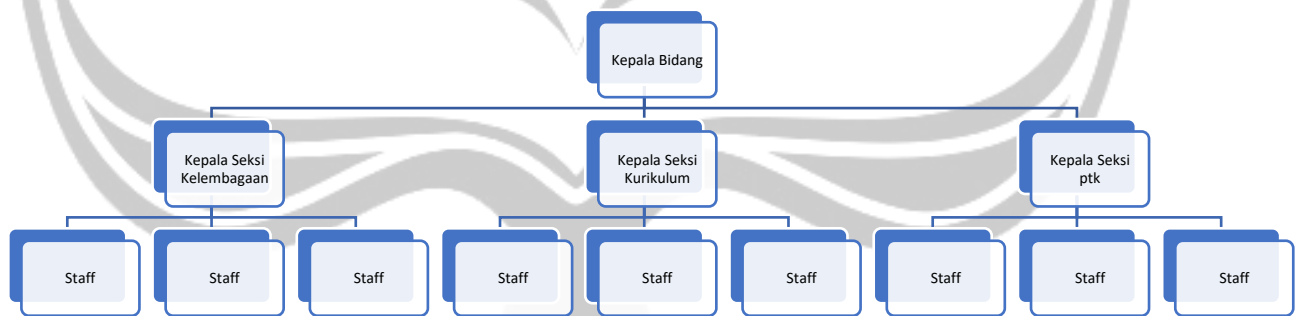 Kepala Bidang
Kepala Seksi
Kelembagaan
Kepala Seksi
Kurikulum
Kepala Seksi
ptk
Staff
Staff
Staff
Staff
Staff
Staff
Staff
Staff
Staff